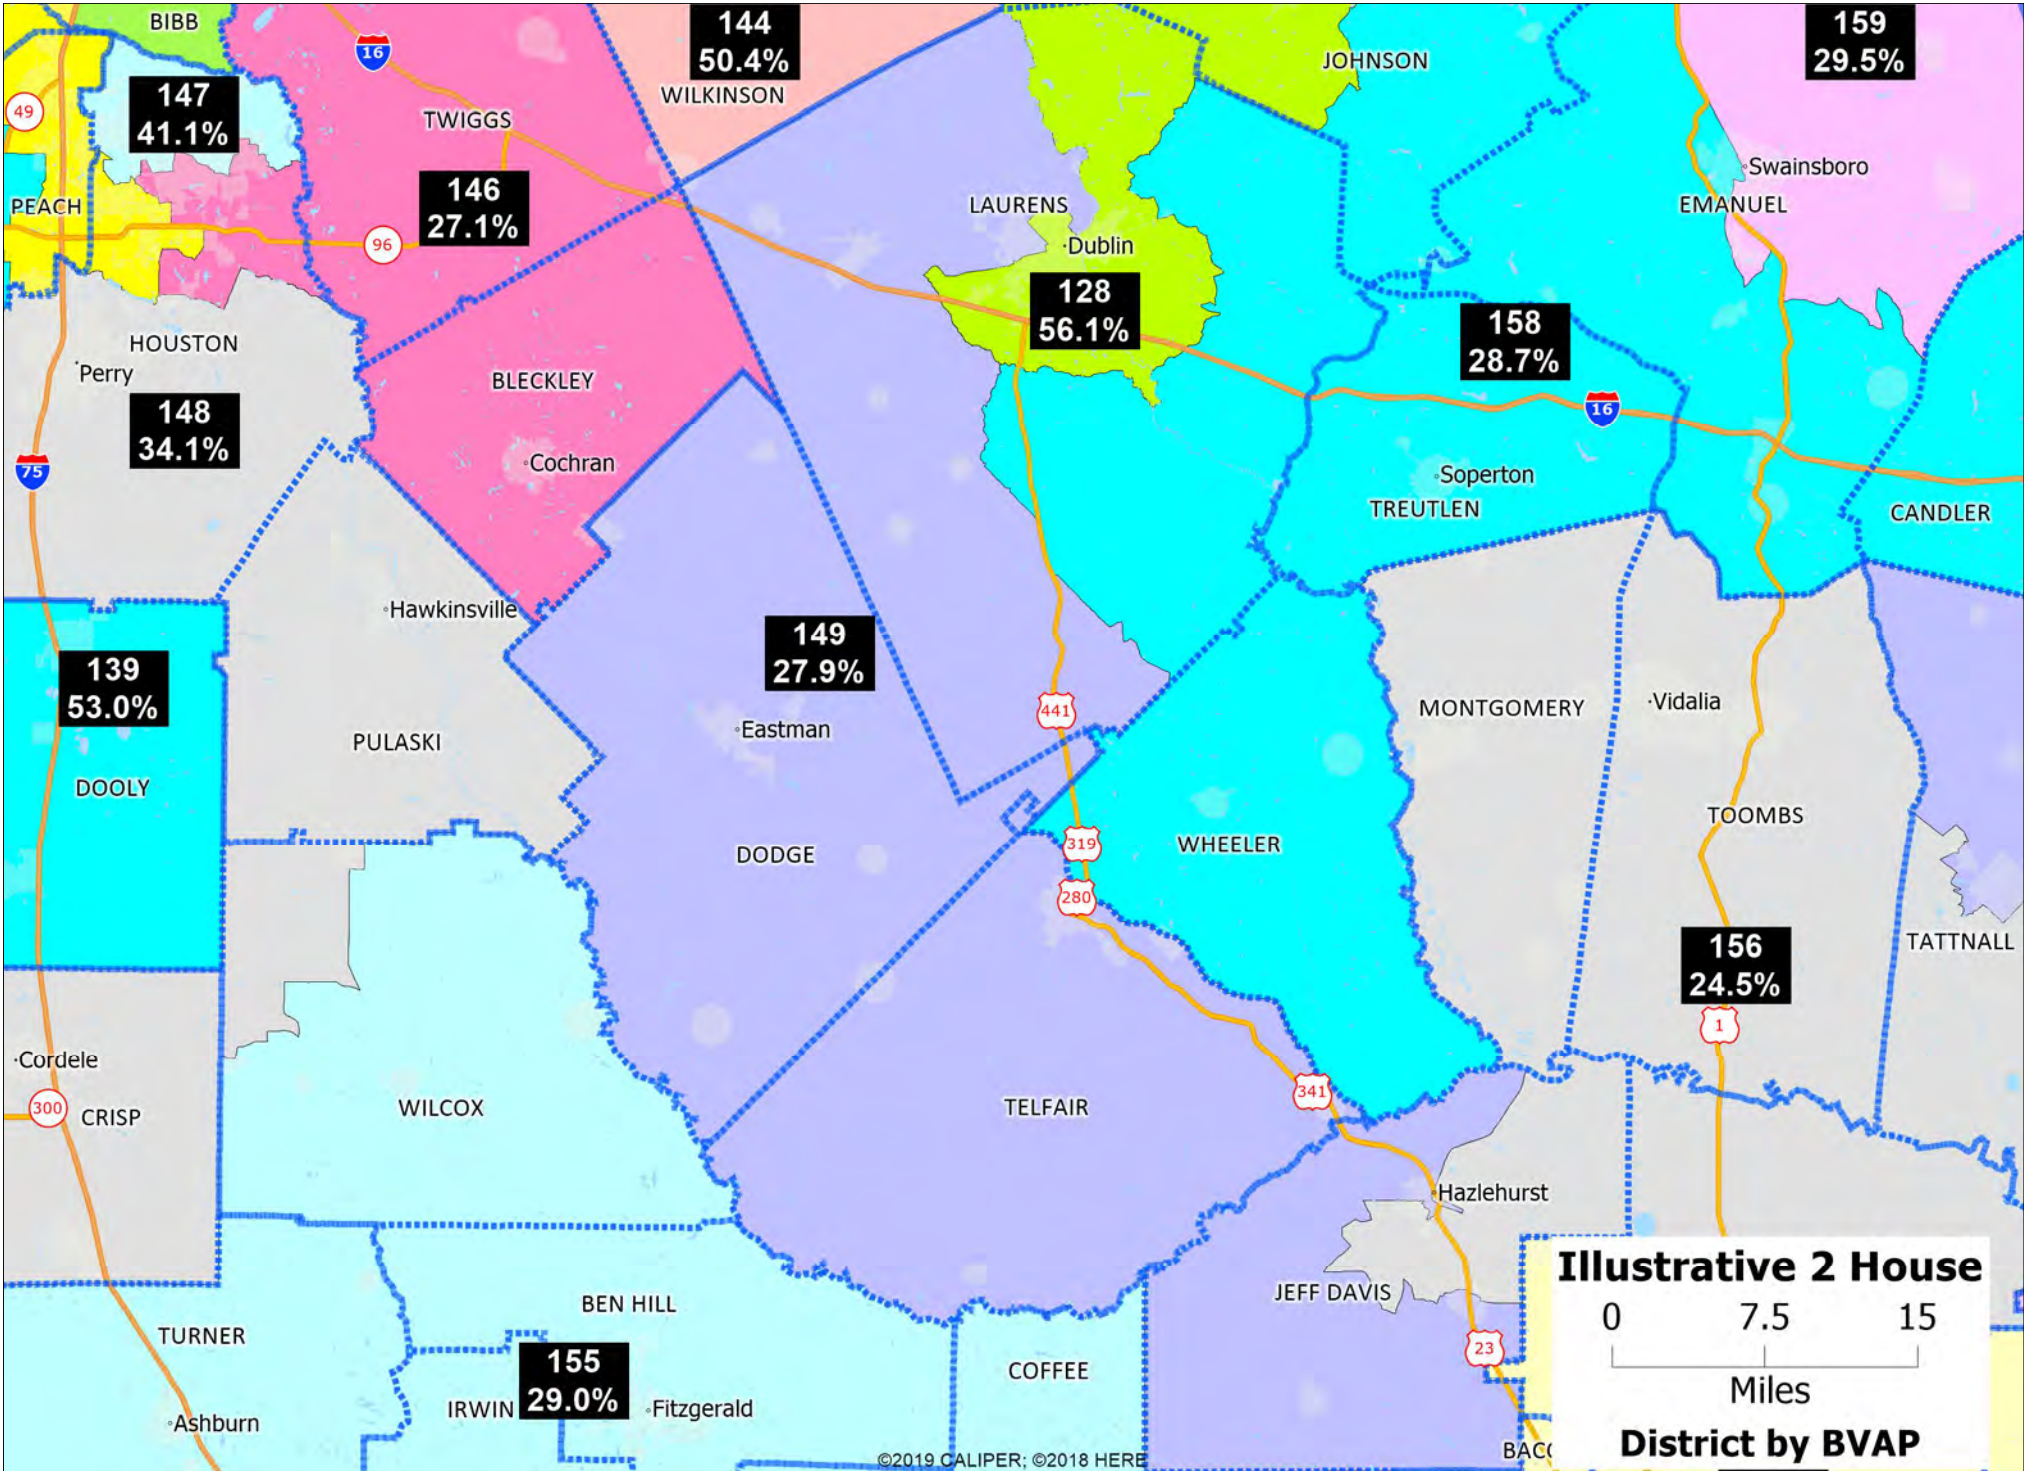 BIBB
144
50.4%
WILKINSON
JOHNSON
159
29.5%
16
147
41.1%
49
TWIGGS
Swainsboro
EMANUEL
146
27.1%
PEACH
LAURENS
96
Dublin
128
56.1%
158
28.7%
HOUSTON
Perry
BLECKLEY
148
34.1%
16
75
Cochran
Soperton
TREUTLEN
CANDLER
Hawkinsville
149
27.9%
139
53.0%
441
MONTGOMERY
Vidalia
PULASKI
Eastman
DOOLY
TOOMBS
319
WHEELER
DODGE
280
156
24.5%
TATTNALL
1
Cordele
300
CRISP
WILCOX
TELFAIR
341
Hazlehurst
Illustrative 2 House
0 7.5 15
Miles
District by BVAP
JEFF DAVIS
BEN HILL
TURNER
23
155
29.0%
COFFEE
IRWIN
Fitzgerald
Ashburn
BAC
©2019 CALIPER; ©2018 HERE